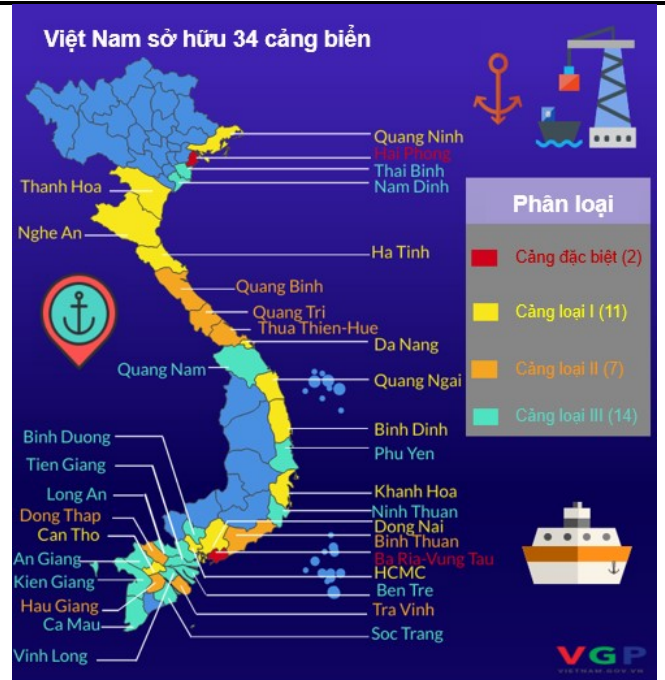 Việt Nam sở hữu 34 cảng biển
Quang Ninh
Hai Phong
Thai Binh
Nam Dinh
Thanh Hoa
Nghe An
Ha Tinh
Quang Binh
Quang Tri
Thua Thien-Hue
Da Nang
Quang Nam
Quang Ngai
Binh Dinh
Phu Yen
Khanh Hoa
Ninh Thuan
Dong Nai
Binh Thuan
Ba Ria-Vung Tau
HCMC
Ben Tre
Tra Vinh
Soc Trang
Binh Duong
Tien Giang
Long An
Dong Thap
Can Tho
An Giang
Kien Giang
Hau Giang
Ca Mau
Vinh Long
Phân loại
Cảng đặc biệt (2)
Cảng loại I (11)
Cảng loại II (7)
Cảng loại III (14)
VGP
VIETNAM.GOV.VN